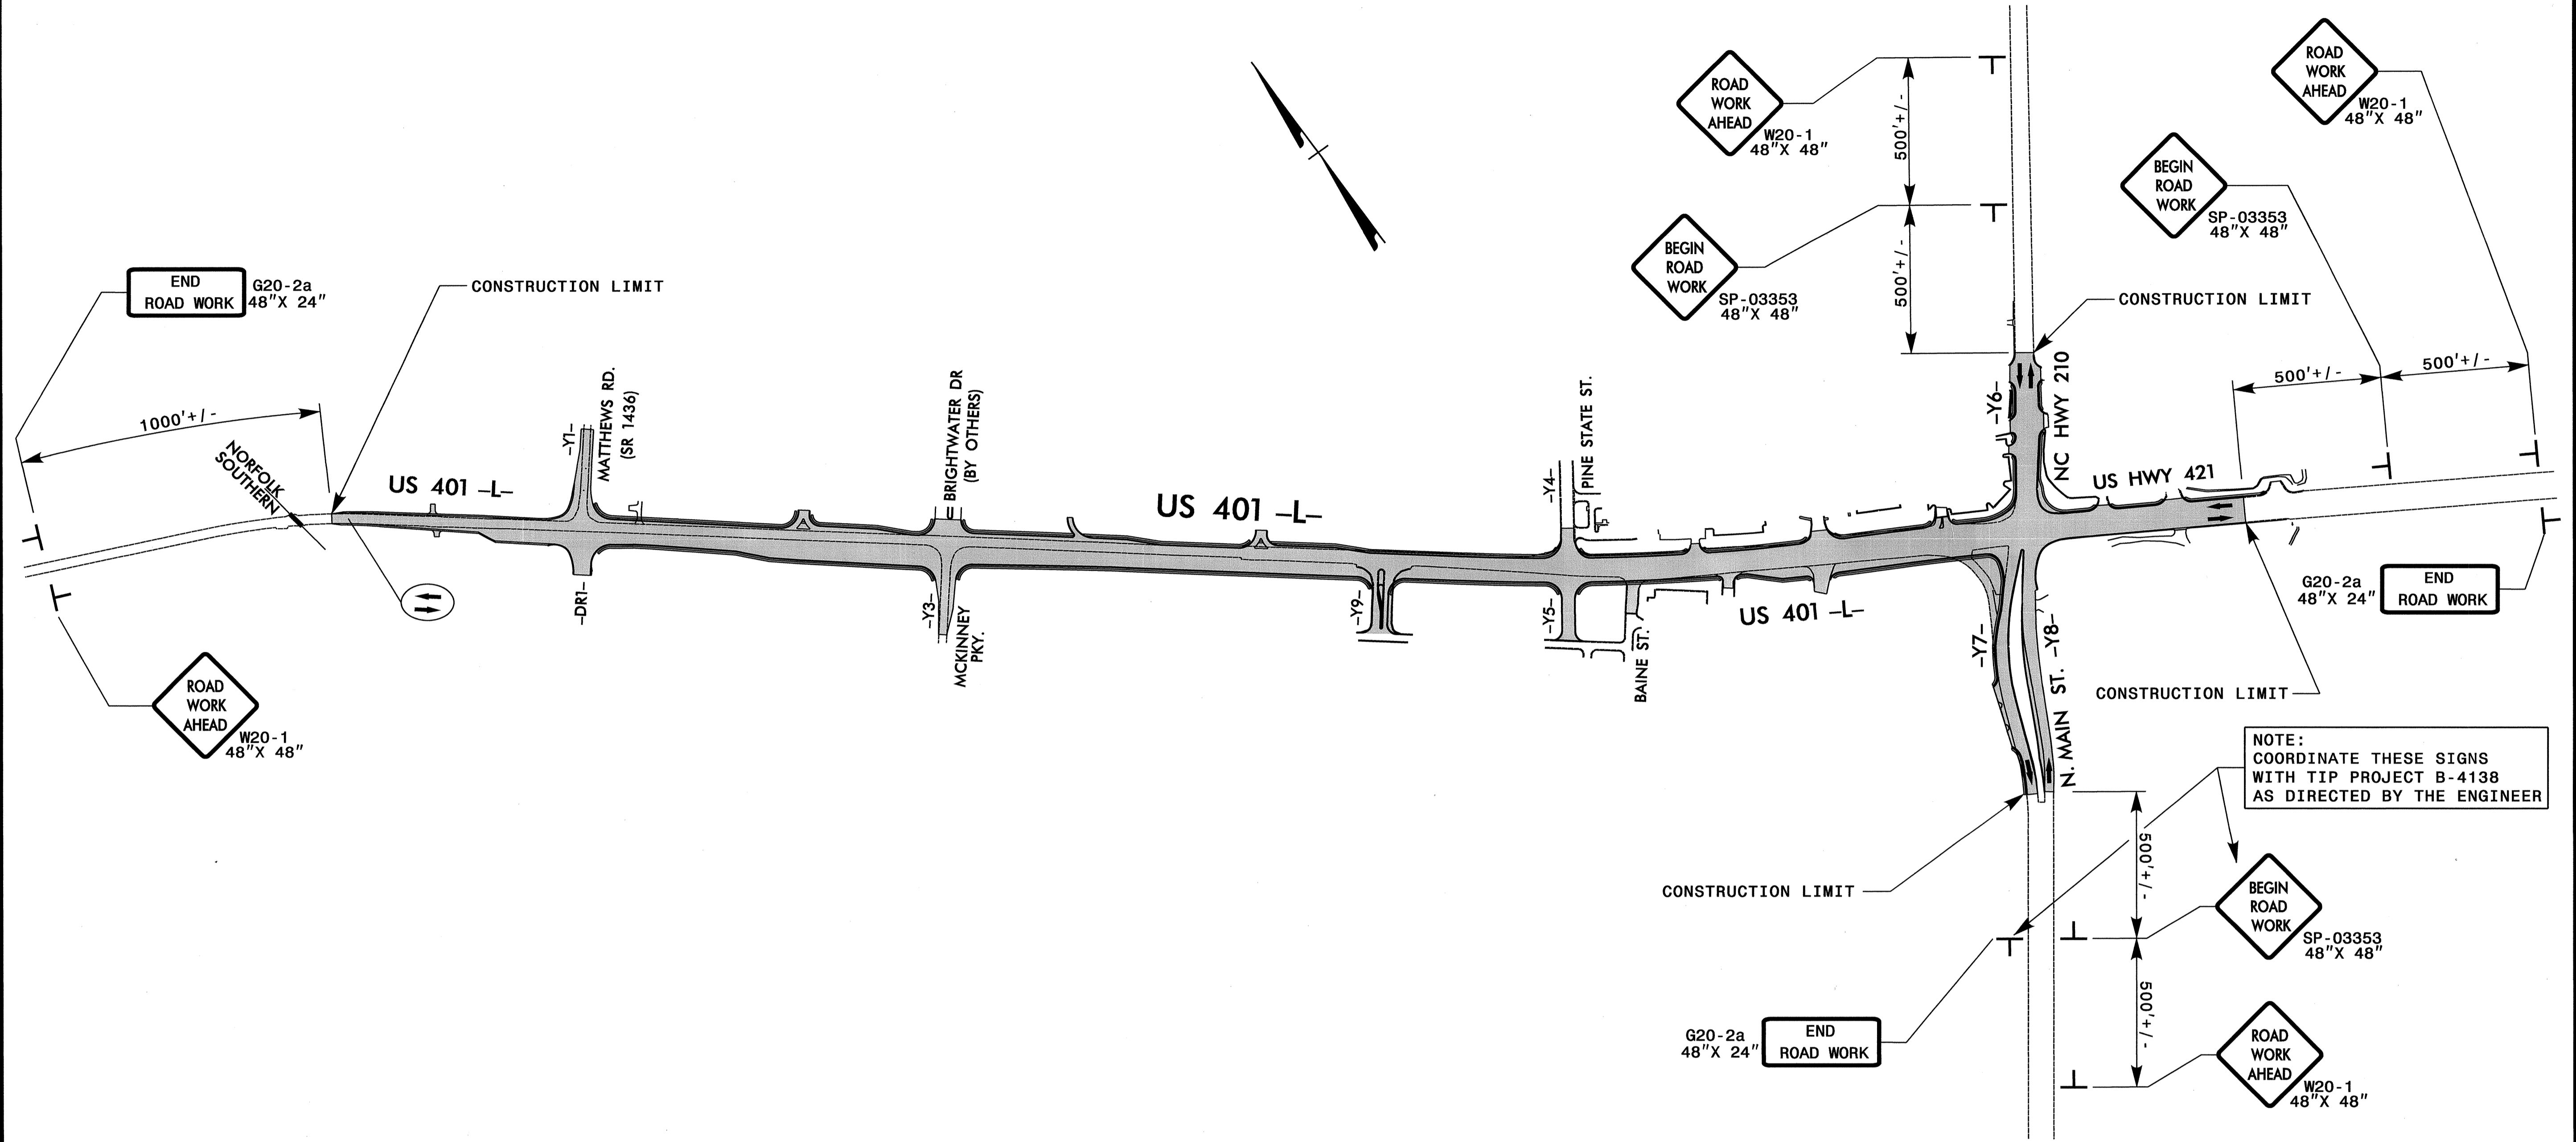 ROAD
WORK
AHEAD
W20-1
48"X 48"
500'+/-
BEGIN
ROAD
WORK
SP-03353
48"X 48"
500'+/-
ROAD
WORK
AHEAD
W20-1
48"X 48"
BEGIN
ROAD
WORK
SP-03353
48"X 48"
500'+/-
500'+/-
CONSTRUCTION LIMIT
END
ROAD WORK
G20-2a
48"X 24"
CONSTRUCTION LIMIT
1000'+/-
NORFOLK
SOUTHERN
US 401 –L–
–Y1–
MATTHEWS RD.
(SR 1436)
–DR1–
BRIGHTWATER DR
(BY OTHERS)
–Y3–
MCKINNEY
PKY.
US 401 –L–
–Y9–
–Y4–
PINE STATE ST.
–Y5–
BAINE ST.
US 401 –L–
–Y6–
NC HWY 210
US HWY 421
–Y7–
N. MAIN ST. –Y8–
G20-2a
48"X 24"
END
ROAD WORK
CONSTRUCTION LIMIT
ROAD
WORK
AHEAD
W20-1
48"X 48"
NOTE:
COORDINATE THESE SIGNS
WITH TIP PROJECT B-4138
AS DIRECTED BY THE ENGINEER
CONSTRUCTION LIMIT
500'+/-
BEGIN
ROAD
WORK
SP-03353
48"X 48"
500'+/-
G20-2a
48"X 24"
END
ROAD WORK
ROAD
WORK
AHEAD
W20-1
48"X 48"